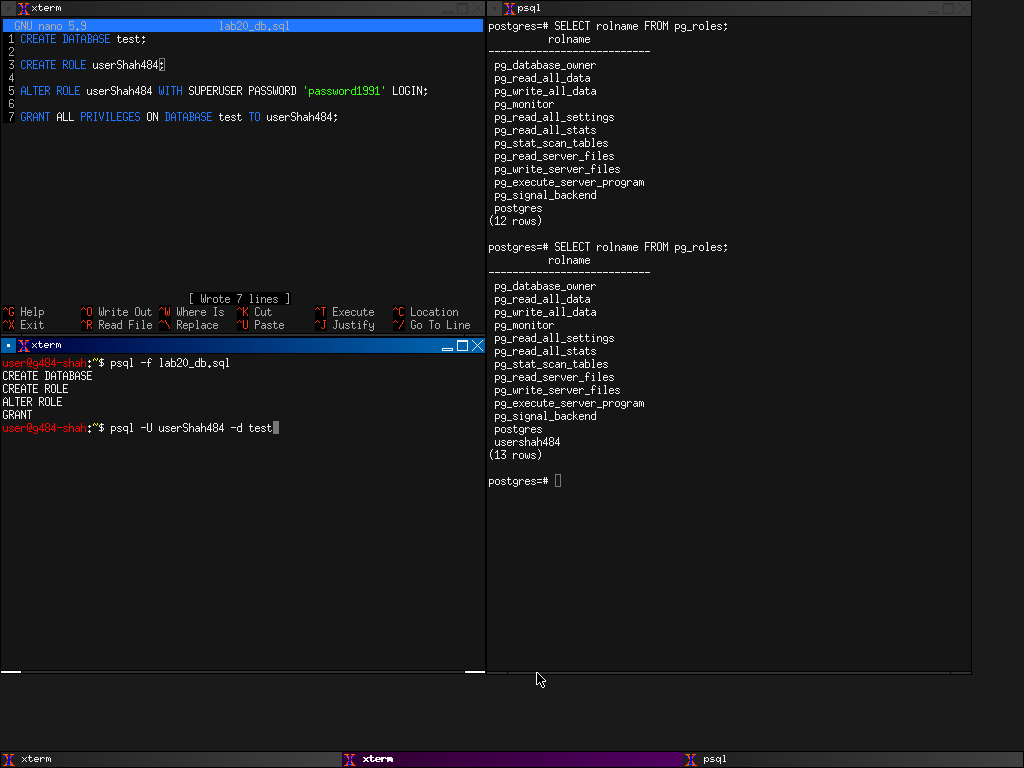 xterm
GNU nano 5.9 lab20_db.sql
1 CREATE DATABASE test;
2
3 CREATE ROLE userShah484;
4
5 ALTER ROLE userShah484 WITH SUPERUSER PASSWORD 'password1991' LOGIN;
6
7 GRANT ALL PRIVILEGES ON DATABASE test TO userShah484;
[ Wrote 7 lines ]
^G Help ^O Write Out ^W Where Is ^K Cut ^T Execute ^C Location
^X Exit ^R Read File ^\ Replace ^U Paste ^J Justify ^/ Go To Line
xterm
user@g484-shah:~$ psql -f lab20_db.sql
CREATE DATABASE
CREATE ROLE
ALTER ROLE
GRANT
user@g484-shah:~$ psql -U userShah484 -d test
psql
postgres=# SELECT rolname FROM pg_roles;
rolname
---------------------------
pg_database_owner
pg_read_all_data
pg_write_all_data
pg_monitor
pg_read_all_settings
pg_read_all_stats
pg_stat_scan_tables
pg_read_server_files
pg_write_server_files
pg_execute_server_program
pg_signal_backend
postgres
(12 rows)
postgres=# SELECT rolname FROM pg_roles;
rolname
---------------------------
pg_database_owner
pg_read_all_data
pg_write_all_data
pg_monitor
pg_read_all_settings
pg_read_all_stats
pg_stat_scan_tables
pg_read_server_files
pg_write_server_files
pg_execute_server_program
pg_signal_backend
postgres
usershah484
(13 rows)
postgres=#
xterm
xterm
psql